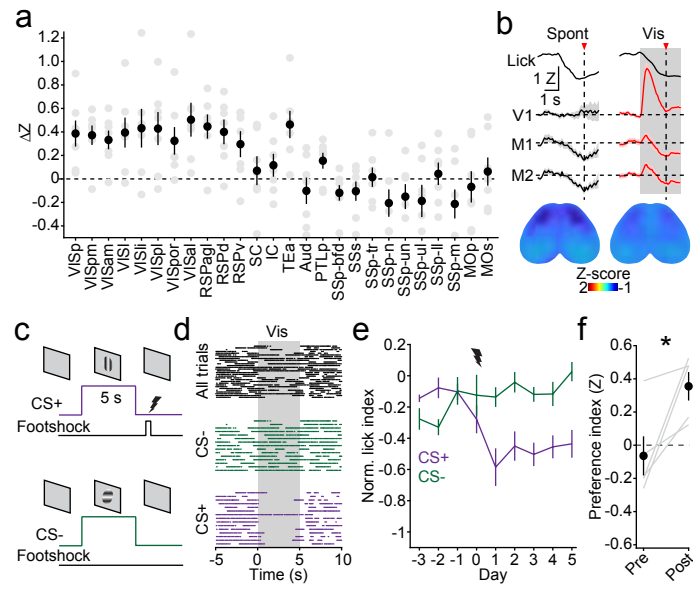 a
ΔZ
1.2
1.0
0.8
0.6
0.4
0.2
0
-0.2
-0.4
VISp
VISpm
VISam
VISl
VISli
VISpl
VISpor
VISal
RSPagl
RSPd
RSPv
SC
IC
TEa
Aud
PTLp
SSp-bfd
SSs
SSp-tr
SSp-n
SSp-un
SSp-ul
SSp-ll
SSp-m
MOp
MOs
b
Spont Vis
Lick
1 Z
1 s
V1
M1
M2
Z-score
2 -1
c
CS+
5 s
Footshock
CS-
Footshock
d
Vis
All trials
CS-
CS+
-5 0 5 10
Time (s)
e
Norm. lick index
0.2
0
-0.2
-0.4
-0.6
-0.8
-1
CS+
CS-
-3 -2 -1 0 1 2 3 4 5
Day
f
*
Preference index (Z)
0.6
0.4
0.2
0
-0.2
-0.4
-0.6
Pre Post